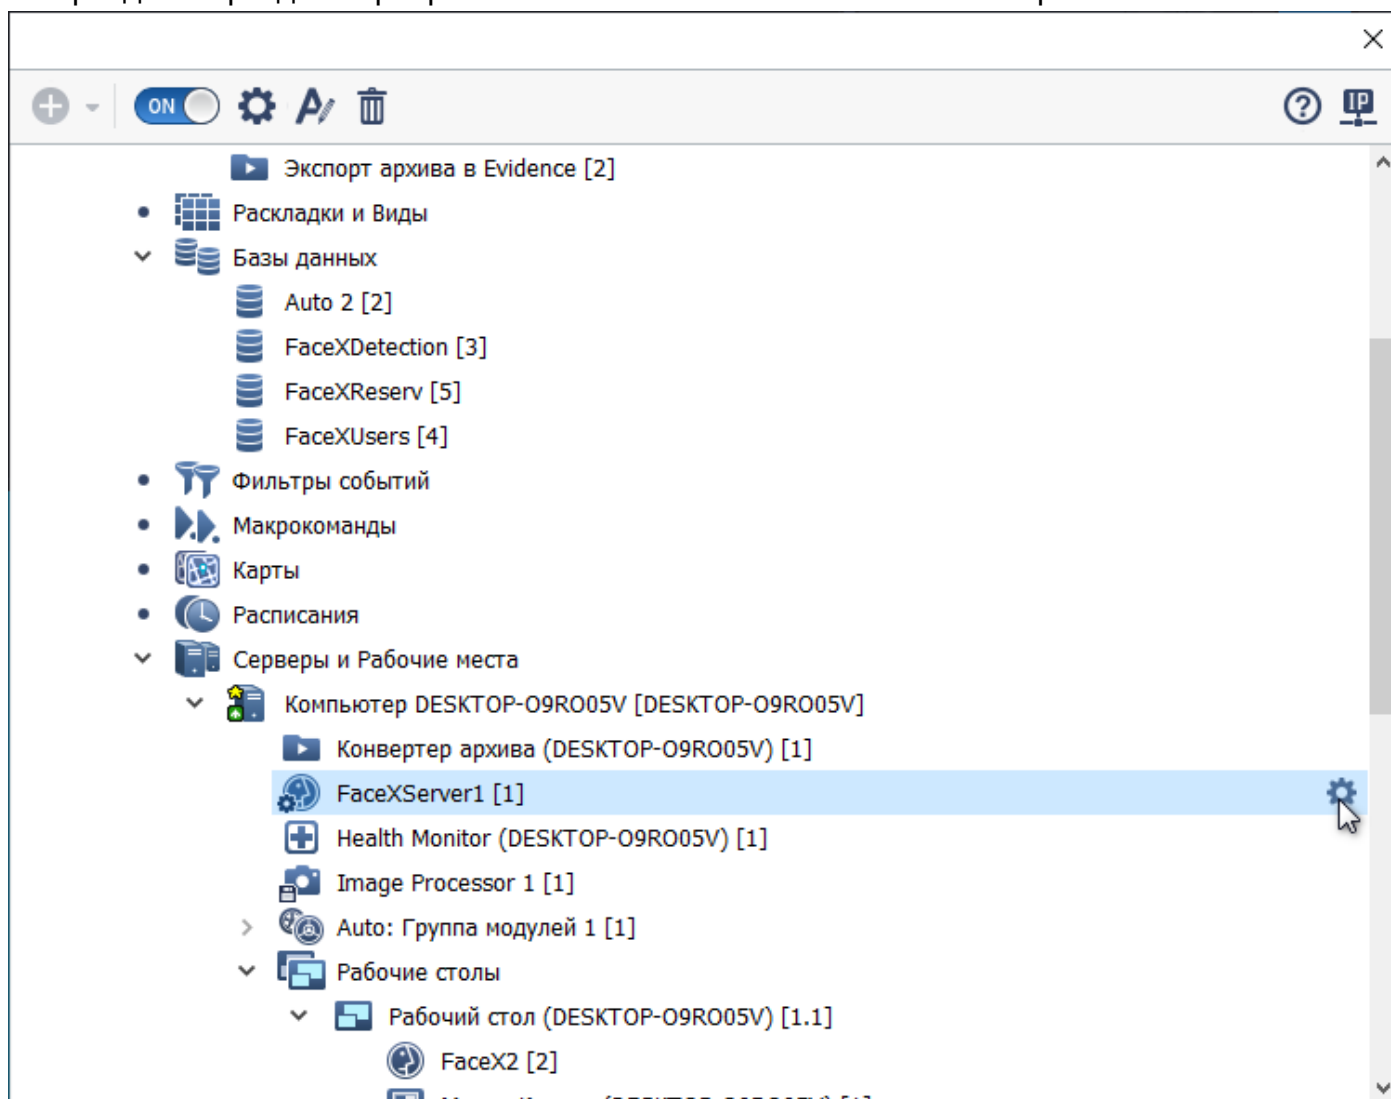 ON
IP
Экспорт архива в Evidence [2]
Раскладки и Виды
Базы данных
Auto 2 [2]
FaceXDetection [3]
FaceXReserv [5]
FaceXUsers [4]
Фильтры событий
Макрокоманды
Карты
Расписания
Серверы и Рабочие места
Компьютер DESKTOP-O9RO05V [DESKTOP-O9RO05V]
Конвертер архива (DESKTOP-O9RO05V) [1]
FaceXServer1 [1]
Health Monitor (DESKTOP-O9RO05V) [1]
Image Processor 1 [1]
Auto: Группа модулей 1 [1]
Рабочие столы
Рабочий стол (DESKTOP-O9RO05V) [1.1]
FaceX2 [2]